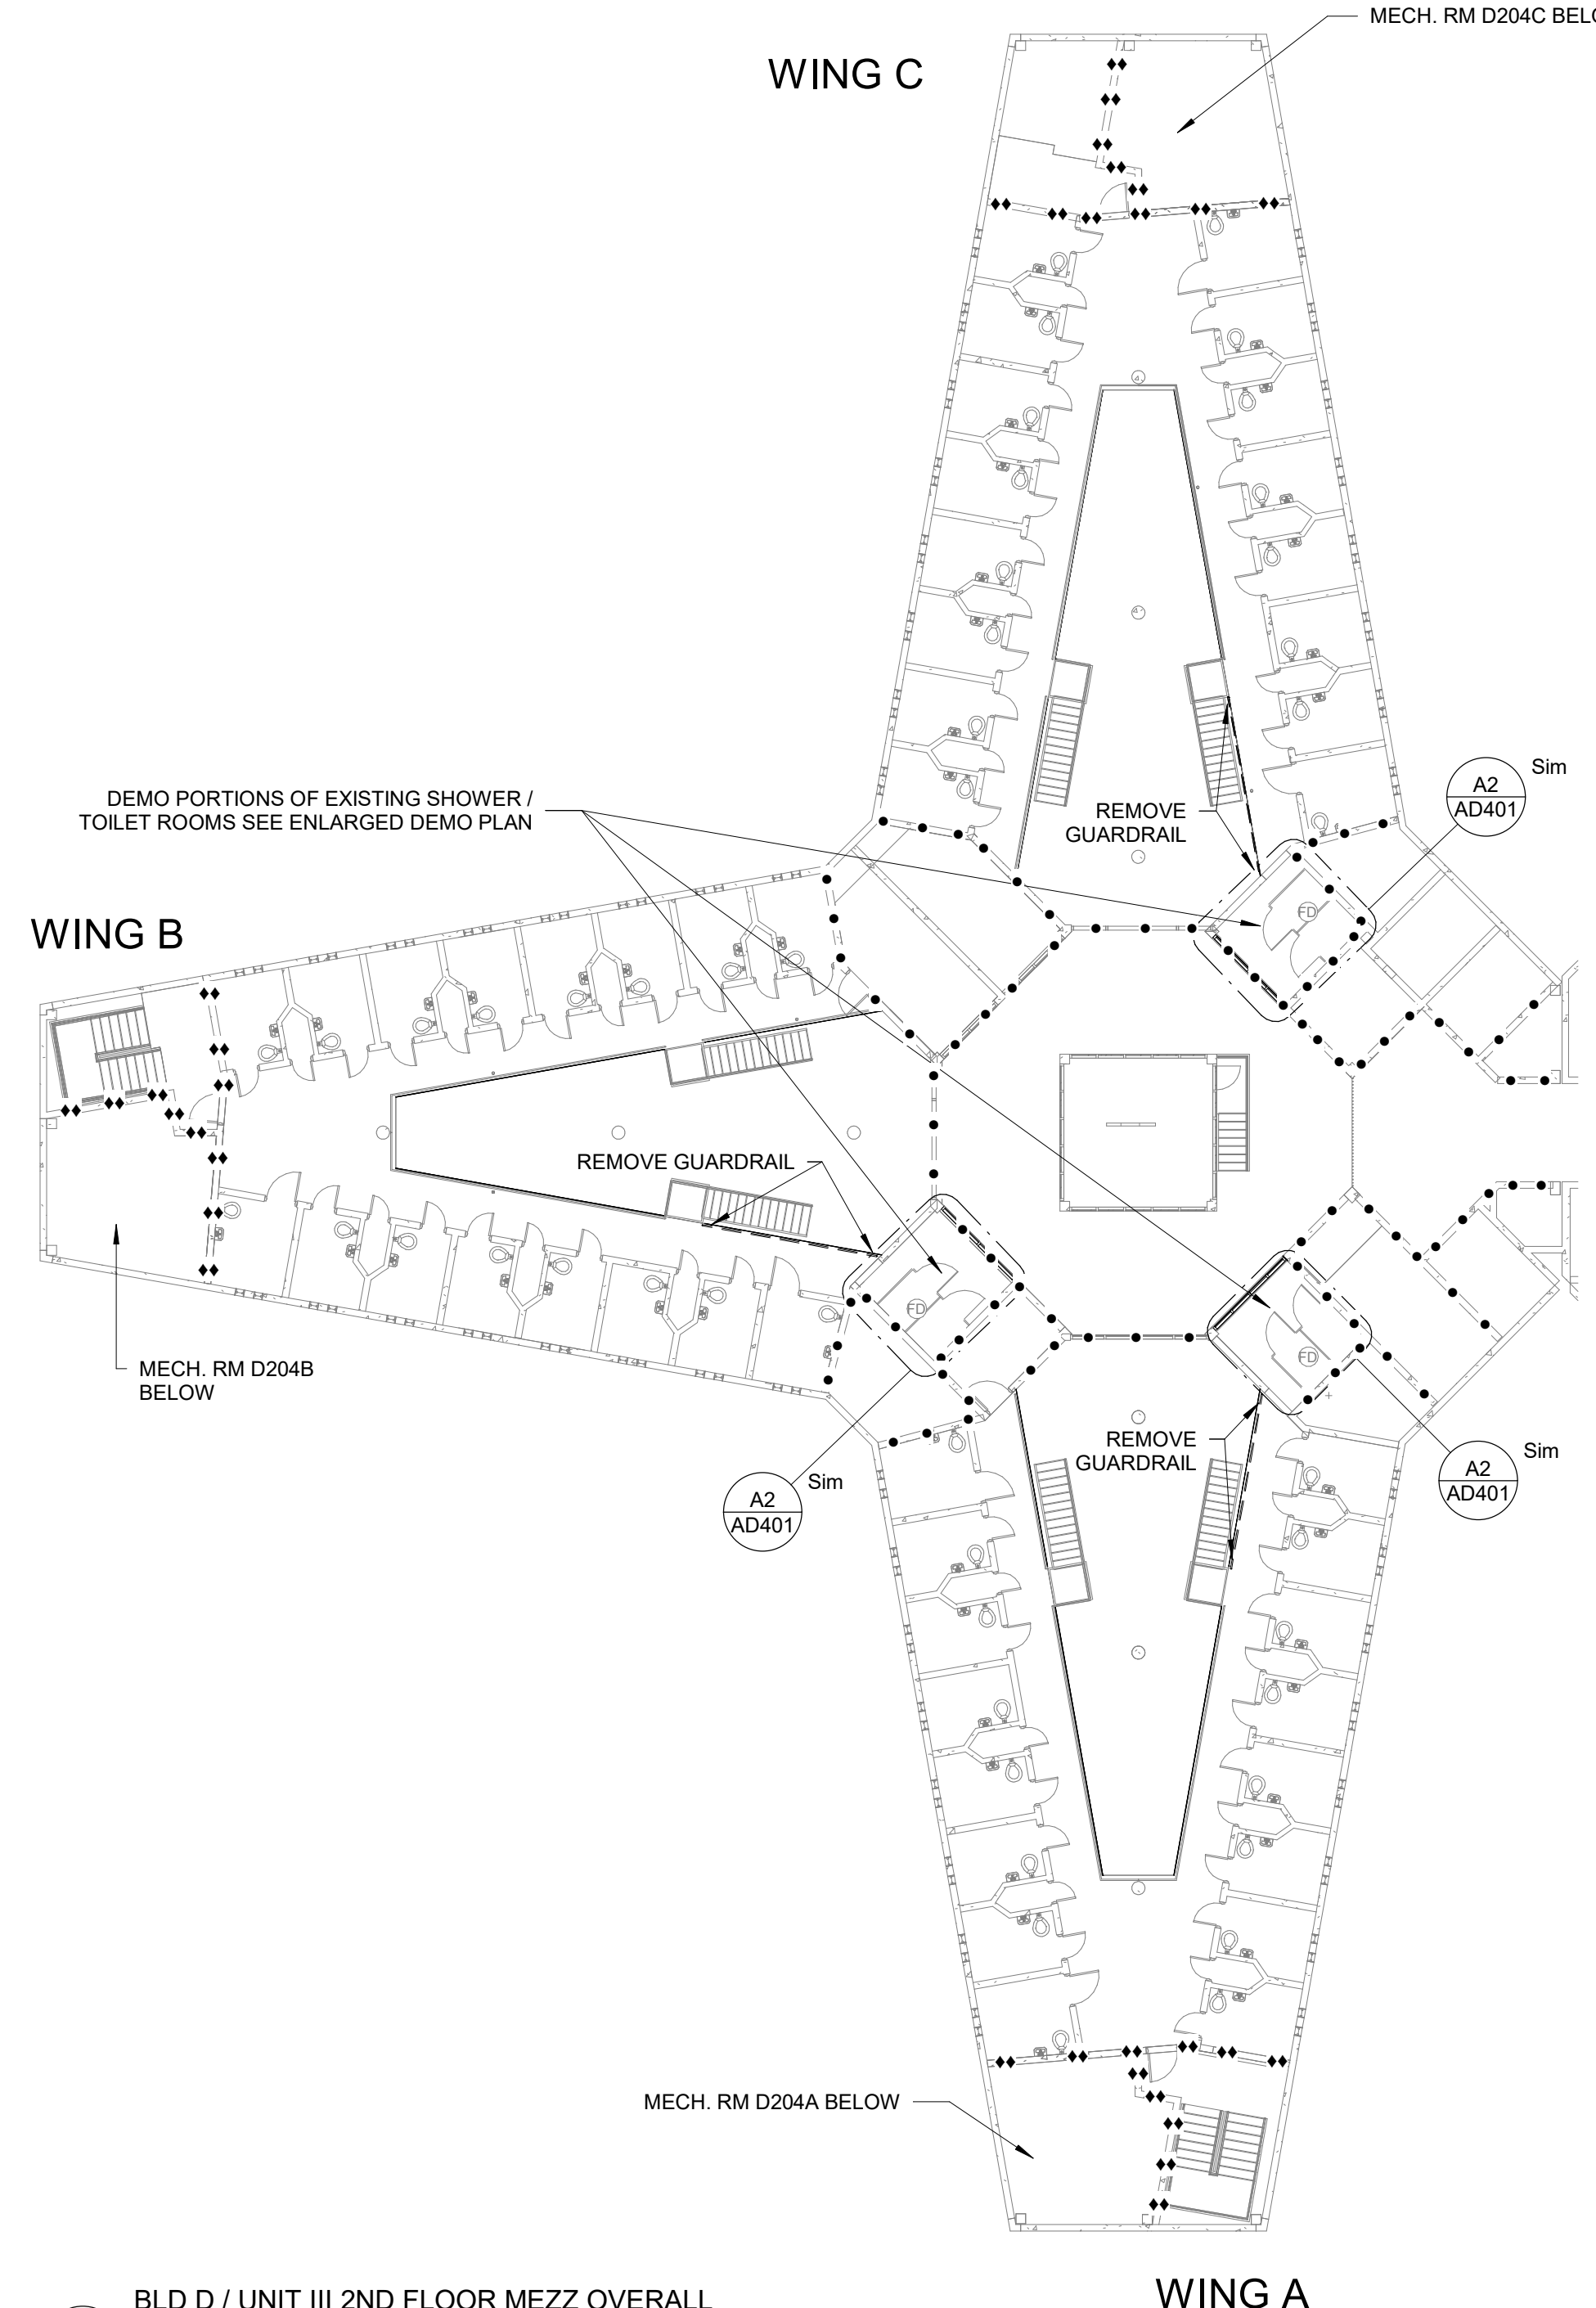 MECH. RM D204C BELO
WING C
DEMO PORTIONS OF EXISTING SHOWER /
TOILET ROOMS SEE ENLARGED DEMO PLAN
REMOVE
GUARDRAIL
A2
AD401
Sim
FD
WING B
REMOVE GUARDRAIL
FD
FD
MECH. RM D204B
BELOW
REMOVE
GUARDRAIL
A2
AD401
Sim
A2
AD401
Sim
MECH. RM D204A BELOW
WING A
BLD D / UNIT III 2ND FLOOR MEZZ OVERALL